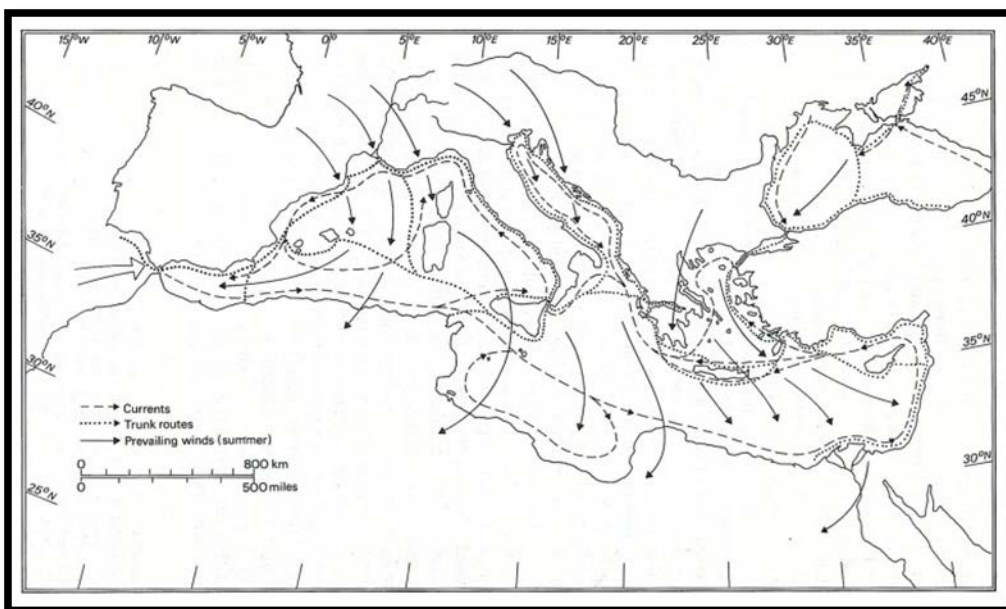 15°W 10°W 5°W 0° 5°E 10°E 15°E 20°E 25°E 30°E 35°E 40°E
40°N
45°N
35°N
40°N
30°N
35°N
25°N
30°N
Currents
Trunk routes
Prevailing winds (summer)
0 800 km
0 500 miles